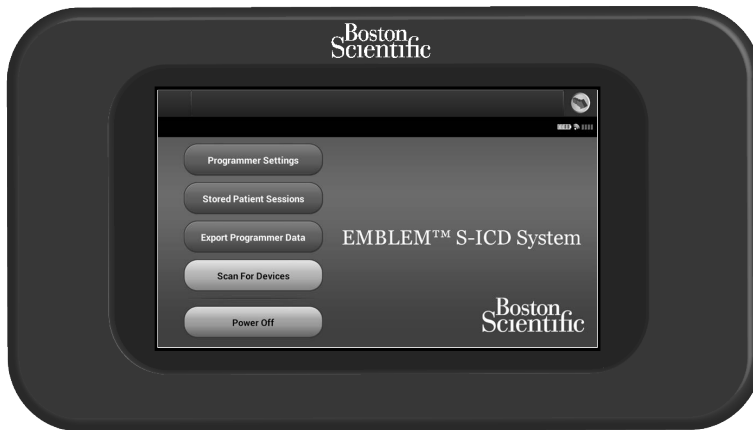 Boston
Scientific
Programmer Settings
Stored Patient Sessions
Export Programmer Data
EMBLEM™ S-ICD System
Scan For Devices
Power Off
Boston
Scientific